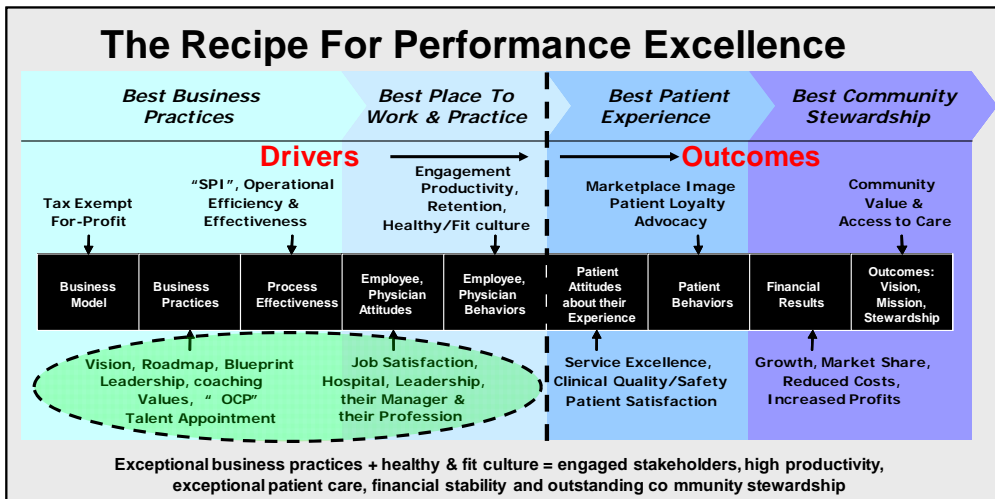 The Recipe For Performance Excellence
Best Business
Practices
Best Place To
Work & Practice
Best Patient
Experience
Best Community
Stewardship
Drivers
Outcomes
Tax Exempt
For-Profit
“SPI”, Operational
Efficiency &
Effectiveness
Engagement
Productivity,
Retention,
Healthy/Fit culture
Marketplace Image
Patient Loyalty
Advocacy
Community
Value &
Access to Care
Business
Model
Business
Practices
Process
Effectiveness
Employee,
Physician
Attitudes
Employee,
Physician
Behaviors
Patient
Attitudes
about their
Experience
Patient
Behaviors
Financial
Results
Outcomes:
Vision,
Mission,
Stewardship
Vision, Roadmap, Blueprint
Leadership, coaching
Values, “ OCP”
Talent Appointment
Job Satisfaction,
Hospital, Leadership,
their Manager &
their Profession
Service Excellence,
Clinical Quality/Safety
Patient Satisfaction
Growth, Market Share,
Reduced Costs,
Increased Profits
Exceptional business practices + healthy & fit culture = engaged stakeholders, high productivity,
exceptional patient care, financial stability and outstanding co mmunity stewardship